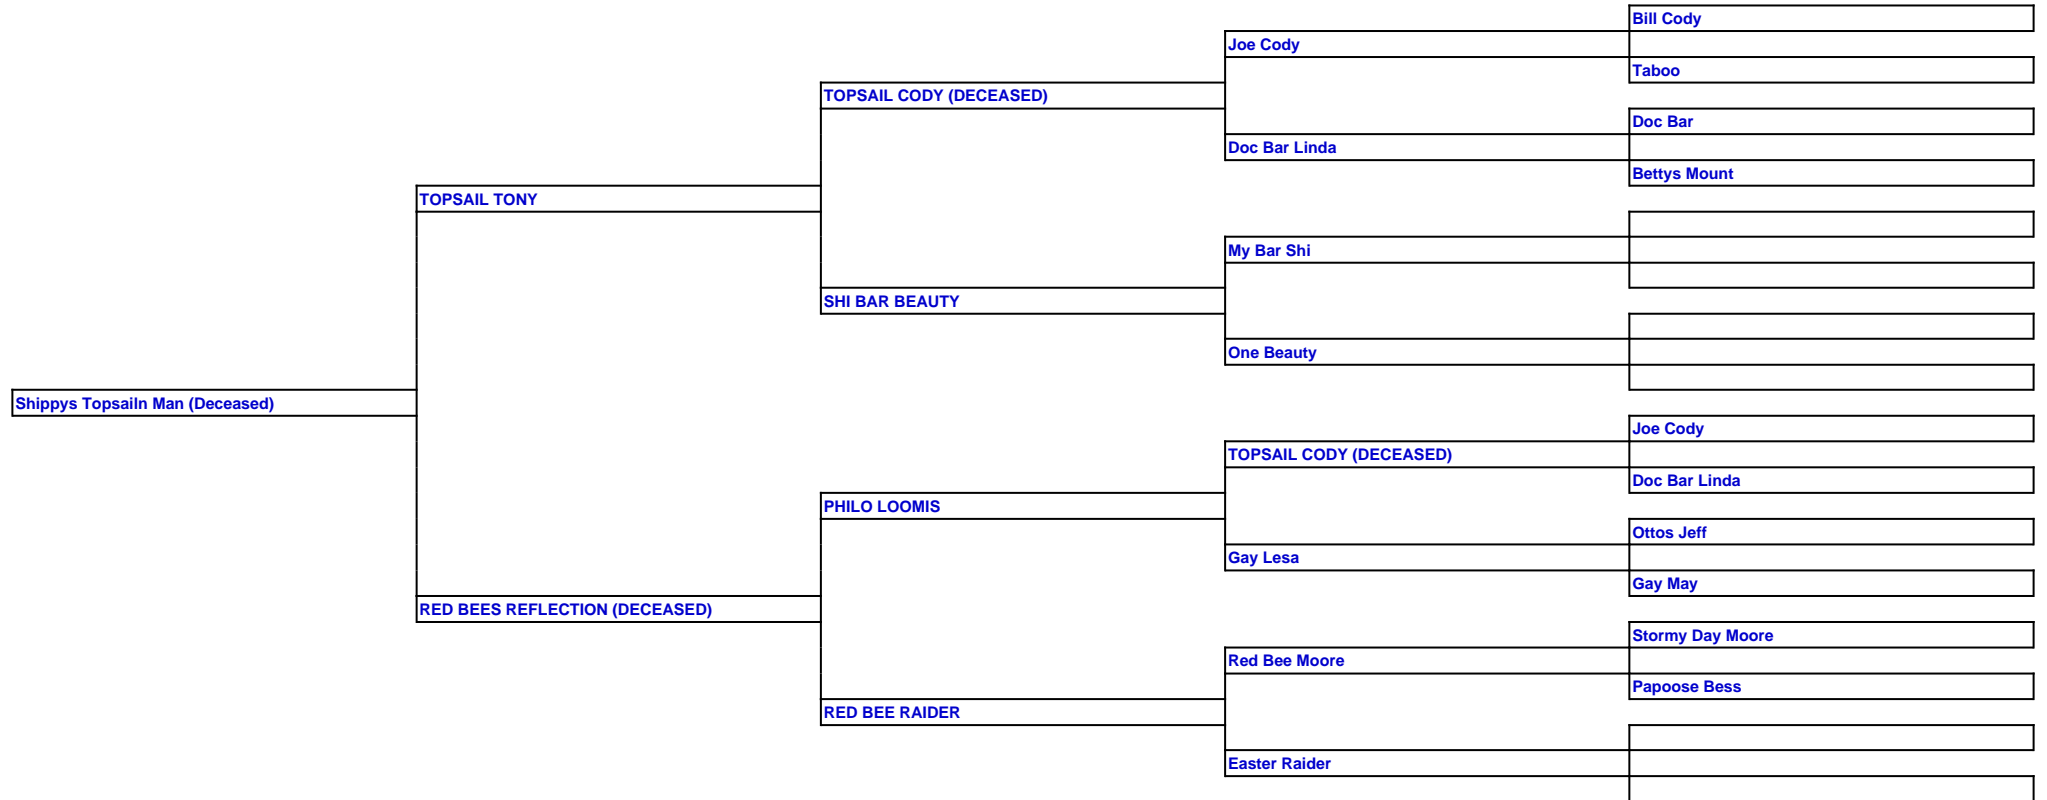 Bill Cody
Joe Cody
Taboo
TOPSAIL CODY (DECEASED)
Doc Bar
Doc Bar Linda
Bettys Mount
TOPSAIL TONY
My Bar Shi
SHI BAR BEAUTY
One Beauty
Shippys Topsailn Man (Deceased)
Joe Cody
TOPSAIL CODY (DECEASED)
Doc Bar Linda
PHILO LOOMIS
Ottos Jeff
Gay Lesa
Gay May
RED BEES REFLECTION (DECEASED)
Stormy Day Moore
Red Bee Moore
Papoose Bess
RED BEE RAIDER
Easter Raider